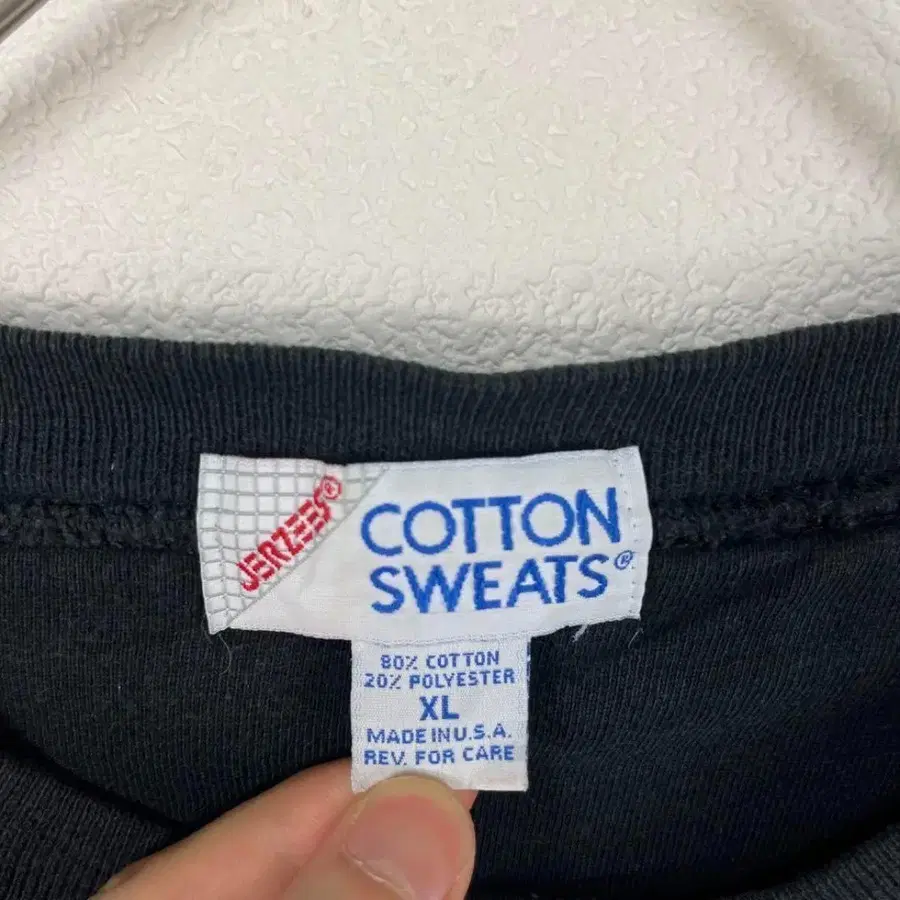 JERZEES®
COTTON
SWEATS®
80% COTTON
20% POLYESTER
XL
MADE IN U.S.A.
REV. FOR CARE